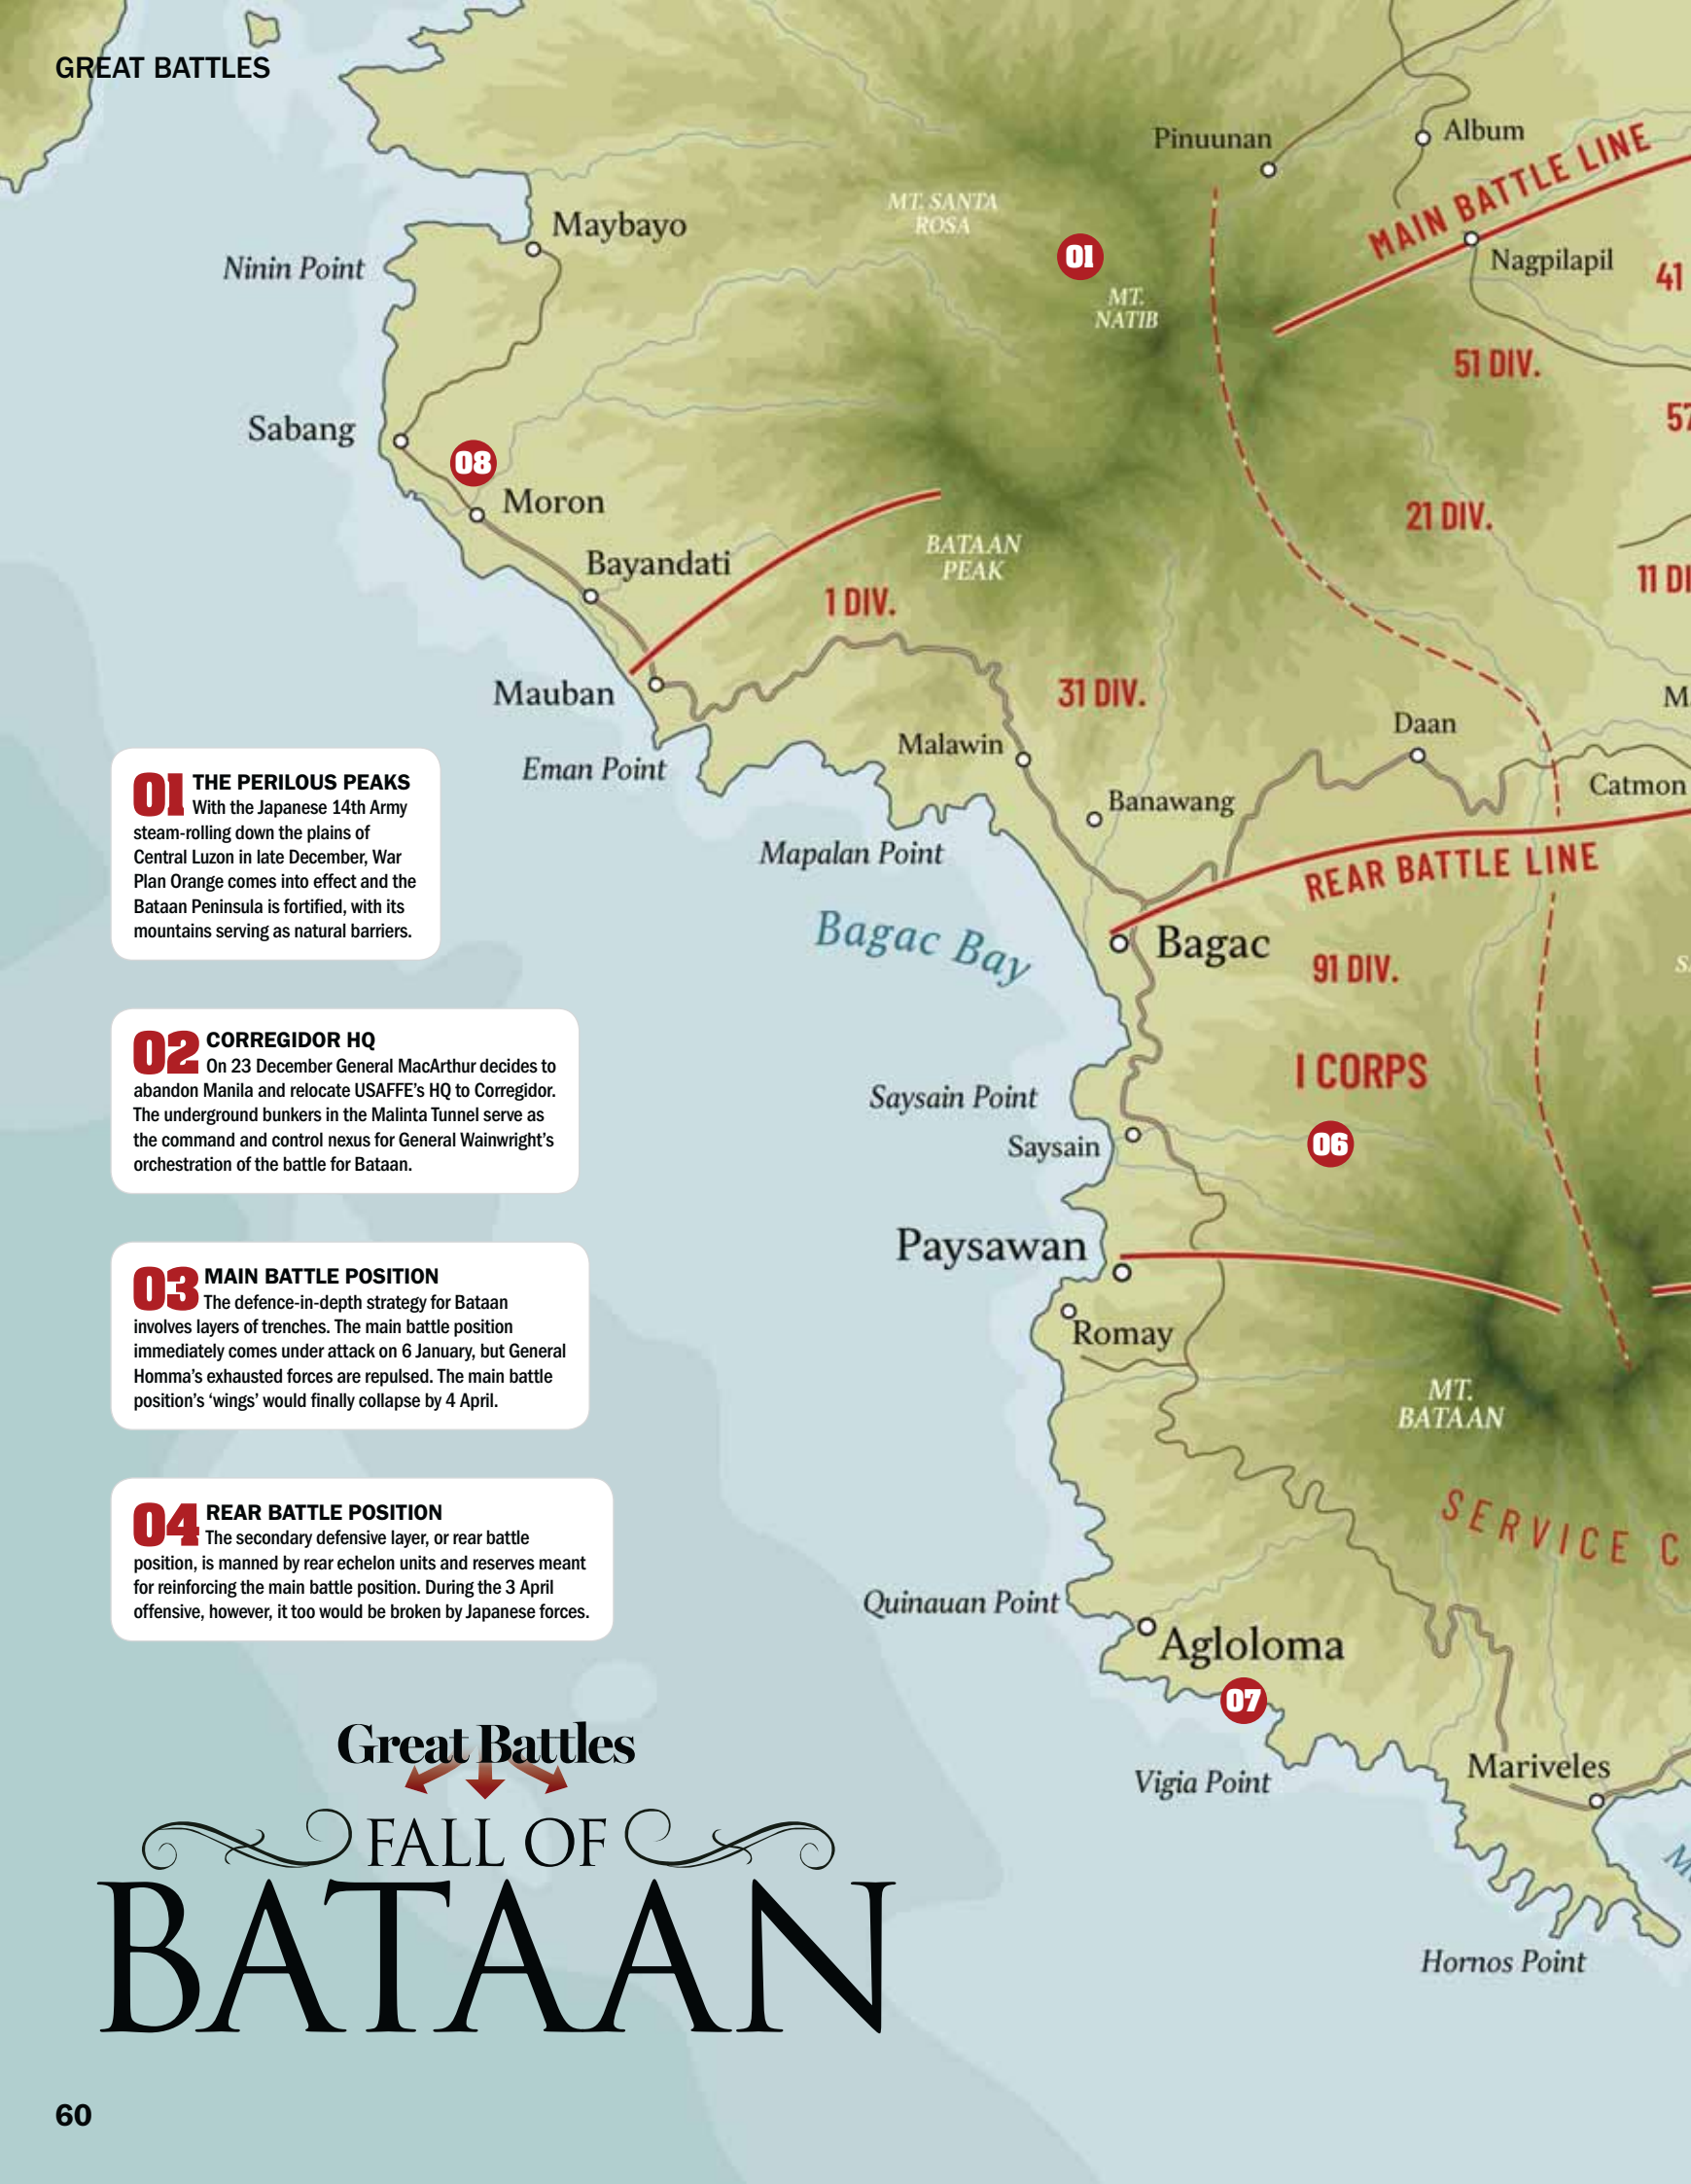 GREAT BATTLES
Pinuunan
Album
MAIN BATTLE LINE
MT. SANTA
ROSA
Maybayo
01
Nagpilapil
Ninin Point
41
MT.
NATIB
51 DIV.
57
Sabang
08
Moron
21 DIV.
BATAAN
PEAK
Bayandati
11 DI
1 DIV.
Mauban
31 DIV.
M
Daan
Malawin
Eman Point
Catmon
Banawang
01 THE PERILOUS PEAKS
With the Japanese 14th Army
steam-rolling down the plains of
Central Luzon in late December, War
Plan Orange comes into effect and the
Bataan Peninsula is fortified, with its
mountains serving as natural barriers.
Mapalan Point
REAR BATTLE LINE
Bagac Bay
Bagac
91 DIV.
S
02 CORREGIDOR HQ
On 23 December General MacArthur decides to
abandon Manila and relocate USAFFE’s HQ to Corregidor.
The underground bunkers in the Malinta Tunnel serve as
the command and control nexus for General Wainwright’s
orchestration of the battle for Bataan.
I CORPS
Saysain Point
Saysain
06
Paysawan
03 MAIN BATTLE POSITION
The defence-in-depth strategy for Bataan
involves layers of trenches. The main battle position
immediately comes under attack on 6 January, but General
Homma’s exhausted forces are repulsed. The main battle
position’s ‘wings’ would finally collapse by 4 April.
Romay
MT.
BATAAN
04 REAR BATTLE POSITION
The secondary defensive layer, or rear battle
position, is manned by rear echelon units and reserves meant
for reinforcing the main battle position. During the 3 April
offensive, however, it too would be broken by Japanese forces.
SERVICE C
Quinauan Point
Agloloma
07
Great Battles
Mariveles
Vigia Point
FALL OF
BATAAN
M
Hornos Point
60